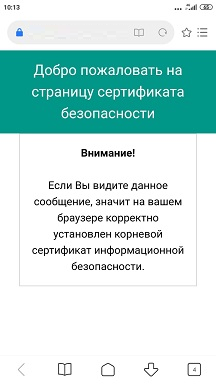 10:13
Добро пожаловать на
страницу сертификата
безопасности
Внимание!
Если Вы видите данное
сообщение, значит на вашем
браузере корректно
установлен корневой
сертификат информационной
безопасности.
4